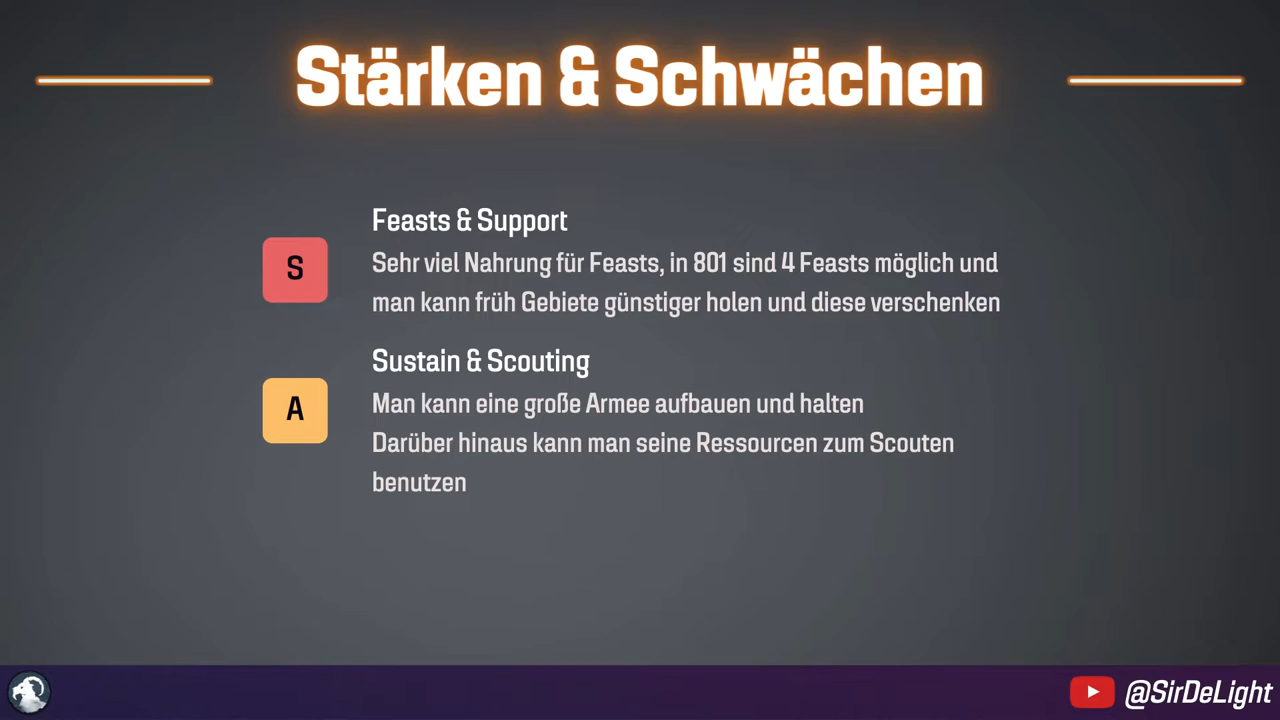 Stärken & Schwächen
S
Feasts & Support
Sehr viel Nahrung für Feasts, in 801 sind 4 Feasts möglich und
man kann früh Gebiete günstiger holen und diese verschenken
A
Sustain & Scouting
Man kann eine große Armee aufbauen und halten
Darüber hinaus kann man seine Ressourcen zum Scouten
benutzen
@SirDeLight